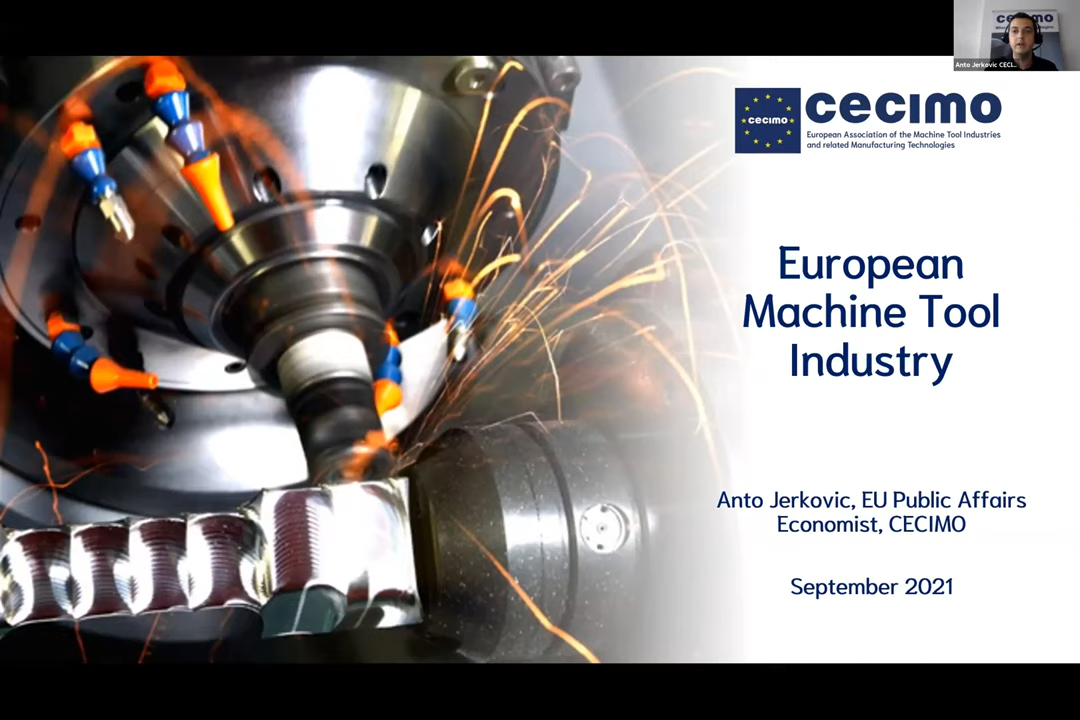 cecimo
Anto Jerkovic CECI...
cecimo
cecimo
European Association of the Machine Tool Industries
and related Manufacturing Technologies
European
Machine Tool
Industry
Anto Jerkovic, EU Public Affairs
Economist, CECIMO
September 2021